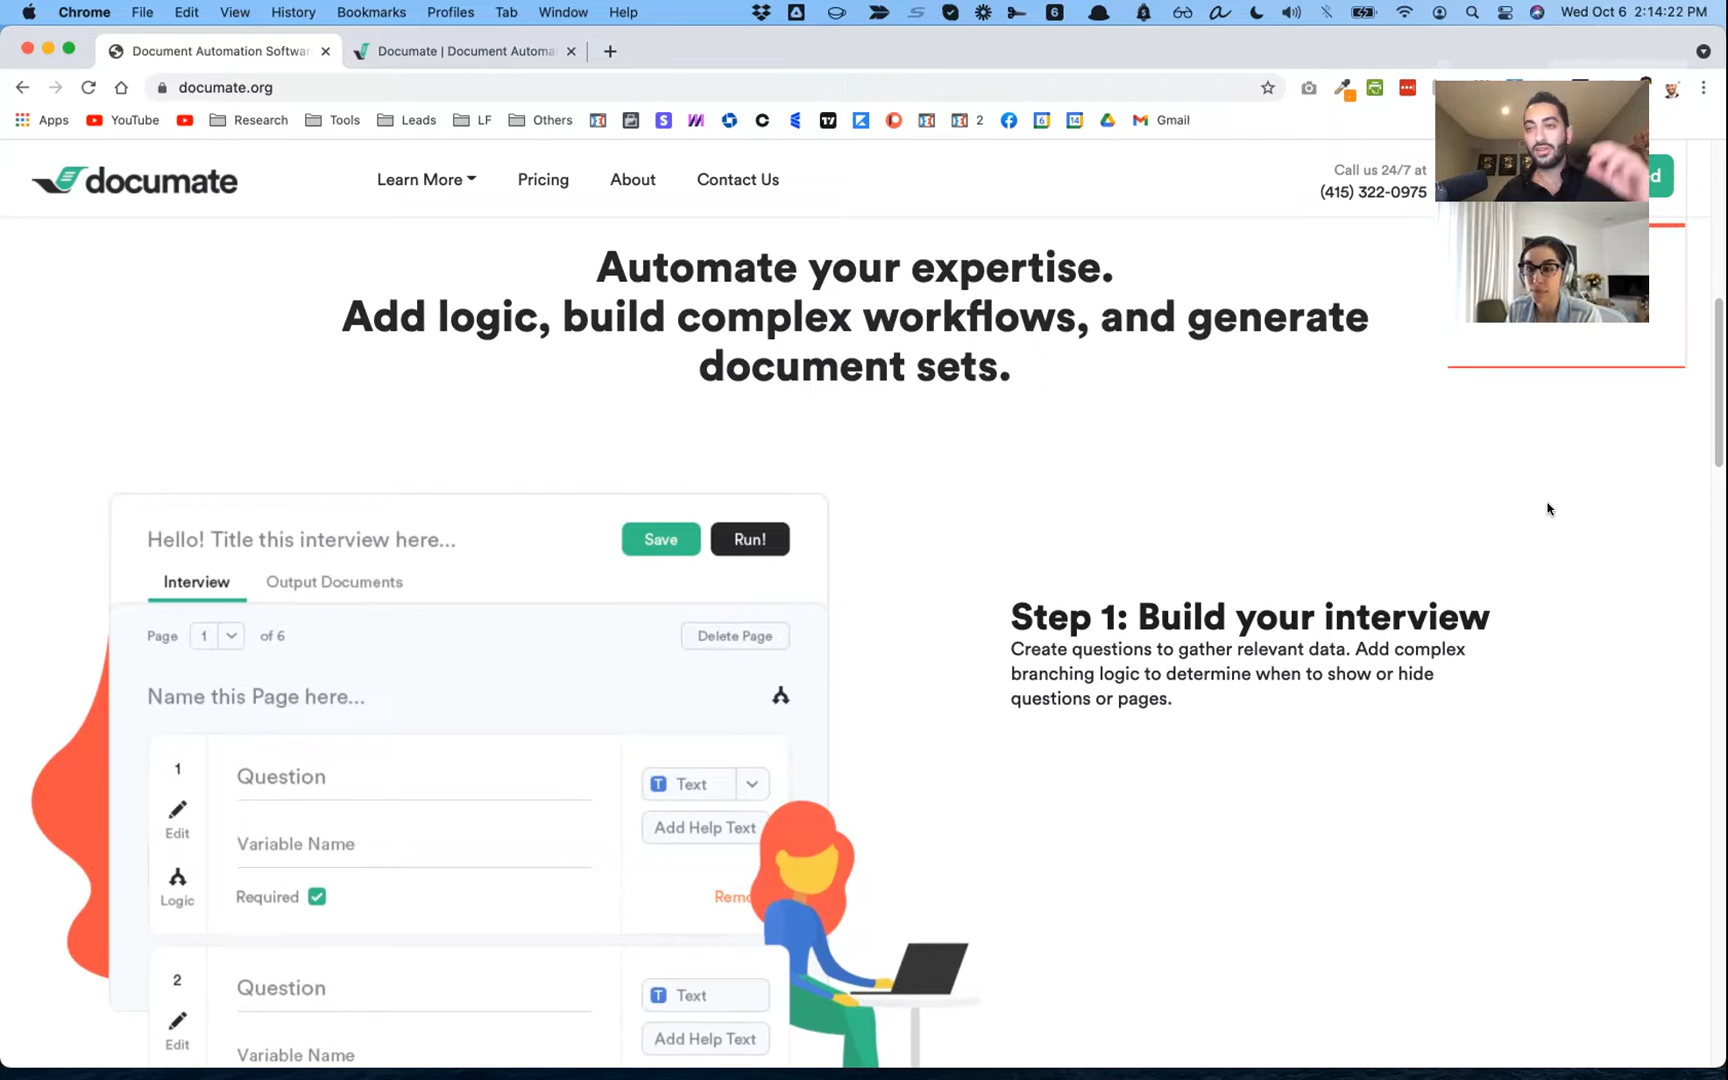 Chrome File Edit View History Bookmarks Profiles Tab Window Help 6 Wed Oct 6 2:14:22 PM
Document Automation Softwar Documate | Document Automa
documate.org
Apps YouTube Research Tools Leads LF Others 2 Gmail
documate
Learn More Pricing About Contact Us
Call us 24/7 at
(415) 322-0975
Automate your expertise.
Add logic, build complex workflows, and generate
document sets.
Hello! Title this interview here...
Save Run!
Interview Output Documents
Page 1 of 6 Delete Page
Name this Page here...
1 Question Text
Edit Variable Name Add Help Text
Logic Required Remo
2 Question Text
Edit Variable Name Add Help Text
Step 1: Build your interview
Create questions to gather relevant data. Add complex
branching logic to determine when to show or hide
questions or pages.